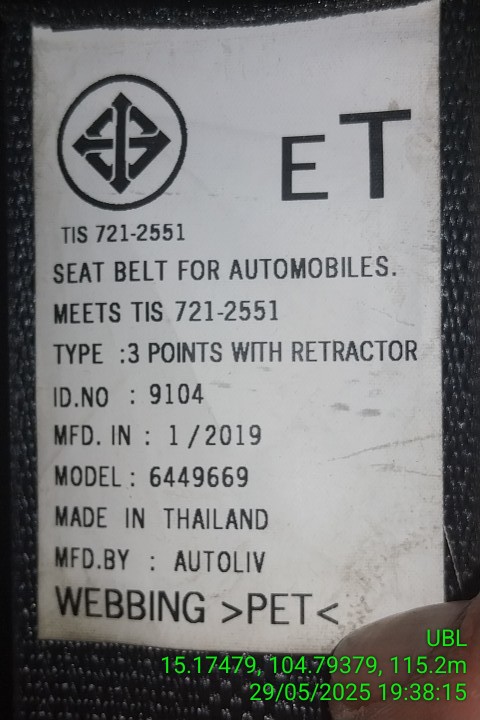 ET
TIS 721-2551
SEAT BELT FOR AUTOMOBILES.
MEETS TIS 721-2551
TYPE :3 POINTS WITH RETRACTOR
ID.NO : 9104
MFD. IN : 1/2019
MODEL : 6449669
MADE IN THAILAND
MFD.BY : AUTOLIV
WEBBING >PET<
UBL
15.17479, 104.79379, 115.2m
29/05/2025 19:38:15